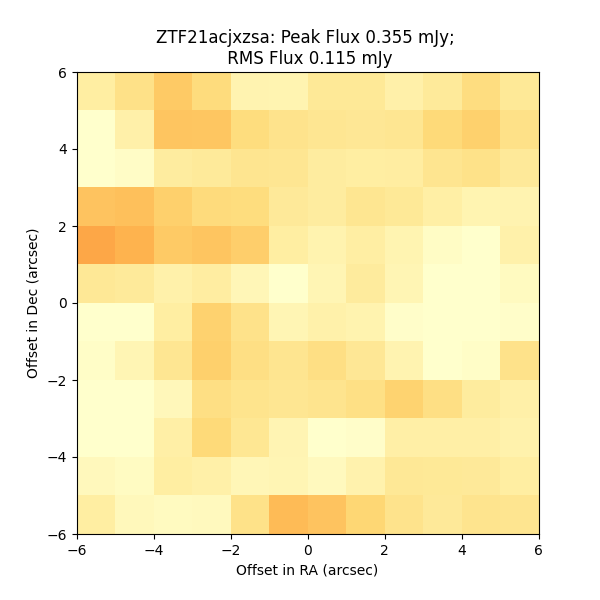 ZTF21acjxzsa: Peak Flux 0.355 mJy;
RMS Flux 0.115 mJy
6
4
2
0
−2
−4
−6
Offset in Dec (arcsec)
−6 −4 −2 0 2 4 6
Offset in RA (arcsec)